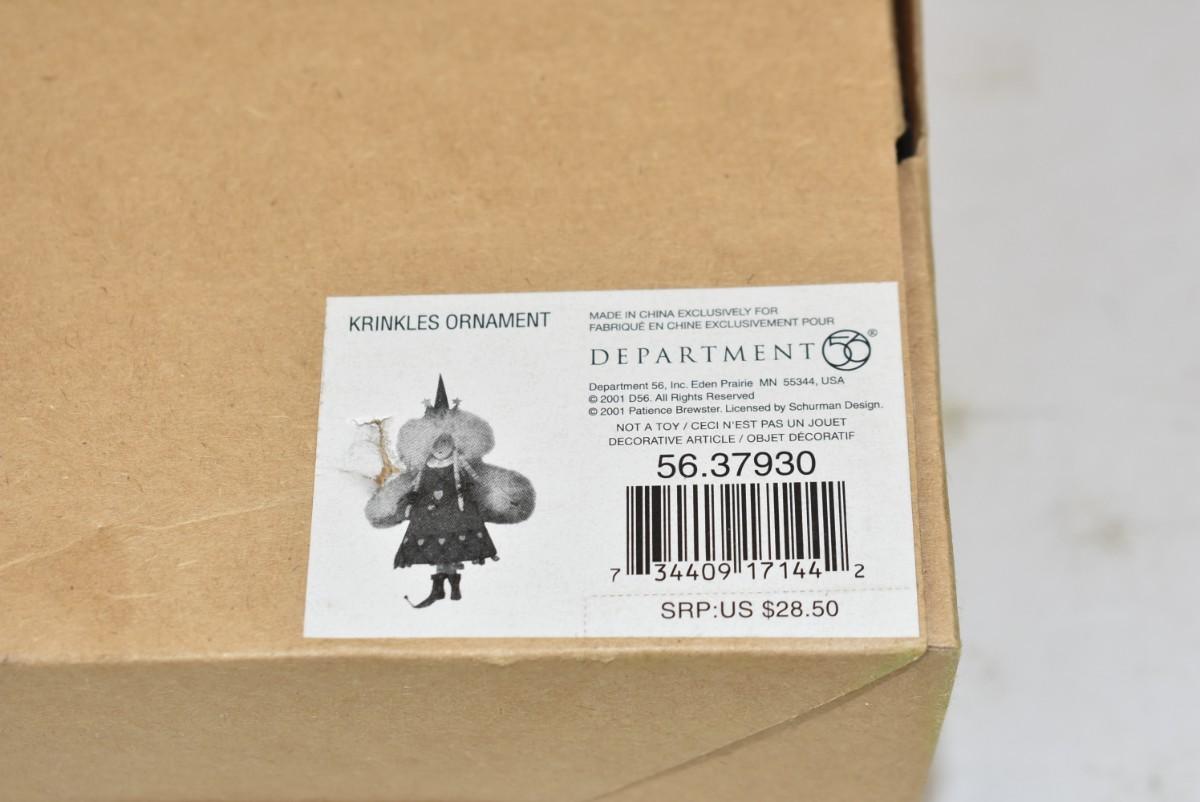 KRINKLES ORNAMENT
MADE IN CHINA EXCLUSIVELY FOR
FABRIQUÉ EN CHINE EXCLUSIVEMENT POUR
DEPARTMENT 56®
Department 56, Inc. Eden Prairie MN 55344, USA
© 2001 D56. All Rights Reserved
© 2001 Patience Brewster. Licensed by Schurman Design.
NOT A TOY / CECI N'EST PAS UN JOUET
DECORATIVE ARTICLE / OBJET DÉCORATIF
56.37930
7 34409 17144 2
SRP:US $28.50